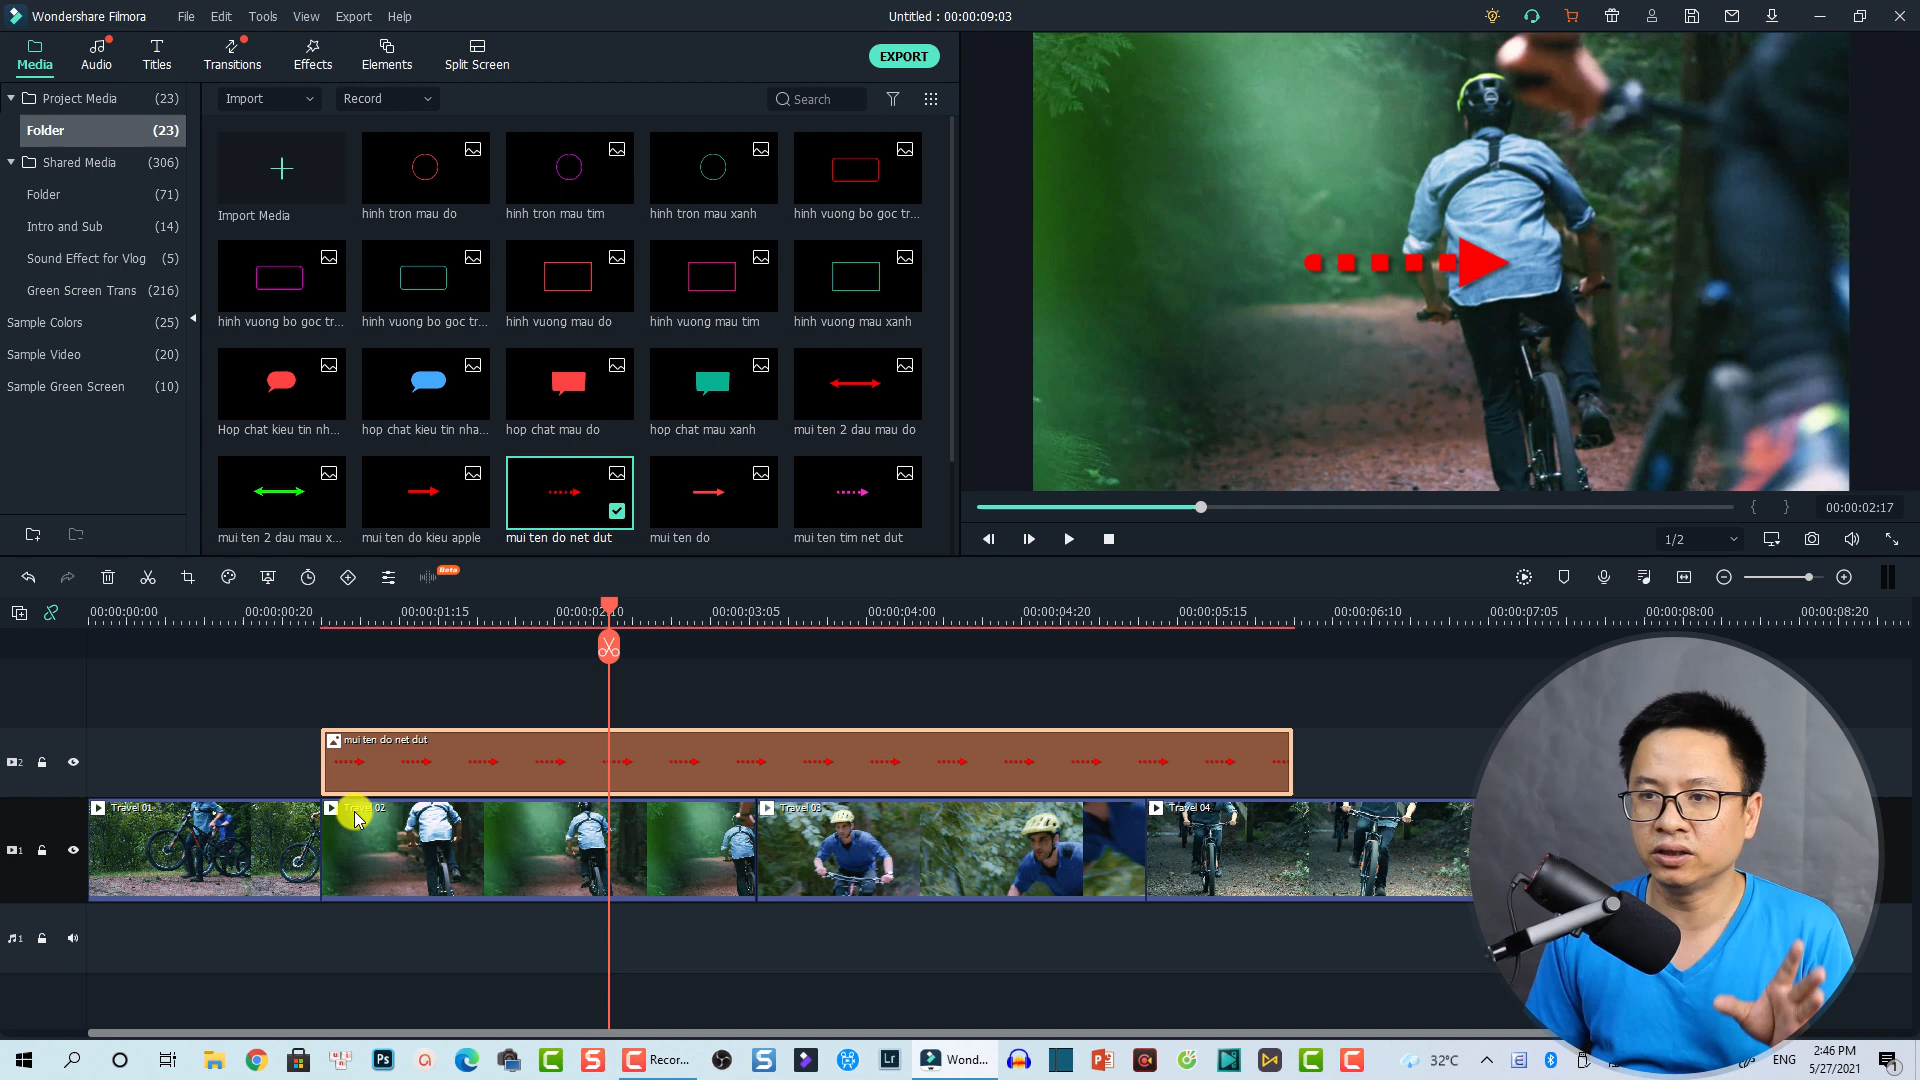 Wondershare Filmora File Edit Tools View Export Help Untitled : 00:00:09:03
Media Audio Titles Transitions Effects Elements Split Screen EXPORT
Project Media (23)
Folder (23)
Shared Media (306)
Folder (71)
Intro and Sub (14)
Sound Effect for Vlog (5)
Green Screen Trans (216)
Sample Colors (25)
Sample Video (20)
Sample Green Screen (10)
Import Record Search
Import Media hinh tron mau do hinh tron mau tim hinh tron mau xanh hinh vuong bo goc tr...
hinh vuong bo goc tr... hinh vuong bo goc tr... hinh vuong mau do hinh vuong mau tim hinh vuong mau xanh
Hop chat kieu tin nh... hop chat kieu tin nha... hop chat mau do hop chat mau xanh mui ten 2 dau mau do
mui ten 2 dau mau x... mui ten do kieu apple mui ten do net dut mui ten do mui ten tim net dut
{ } 00:00:02:17
1/2
Beta
00:00:00:00 00:00:00:20 00:00:01:15 00:00:02:10 00:00:03:05 00:00:04:00 00:00:04:20 00:00:05:15 00:00:06:10 00:00:07:05 00:00:08:00 00:00:08:20
2
mui ten do net dut
1
Travel 01 Travel 02 Travel 03 Travel 04
1
Ps Recor... Lr Wond... 32°C ENG
2:46 PM
5/27/2021
1